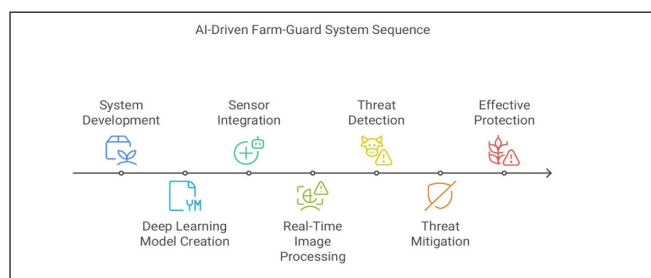 AI-Driven Farm-Guard System Sequence
System
Development
Sensor
Integration
Threat
Detection
Effective
Protection
YM
Deep Learning
Model Creation
Real-Time
Image
Processing
Threat
Mitigation